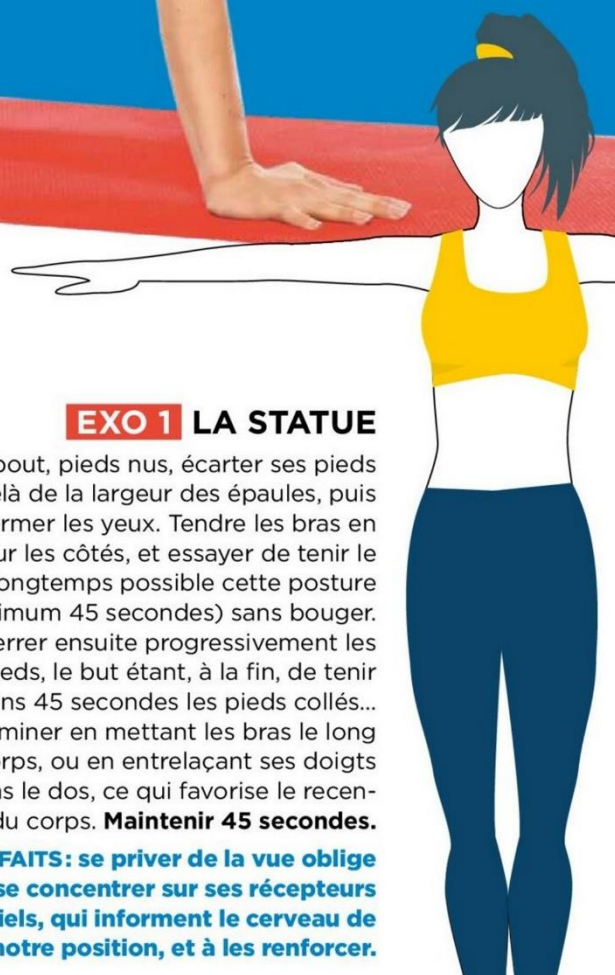 EXO 1 LA STATUE
bout, pieds nus, écarter ses pieds
là de la largeur des épaules, puis
rmer les yeux. Tendre les bras en
ur les côtés, et essayer de tenir le
ongtemps possible cette posture
imum 45 secondes) sans bouger.
errer ensuite progressivement les
eds, le but étant, à la fin, de tenir
ns 45 secondes les pieds collés...
miner en mettant les bras le long
rps, ou en entrelaçant ses doigts
s le dos, ce qui favorise le recen-
du corps. Maintenir 45 secondes.
FAITS : se priver de la vue oblige
se concentrer sur ses récepteurs
iels, qui informent le cerveau de
notre position, et à les renforcer.